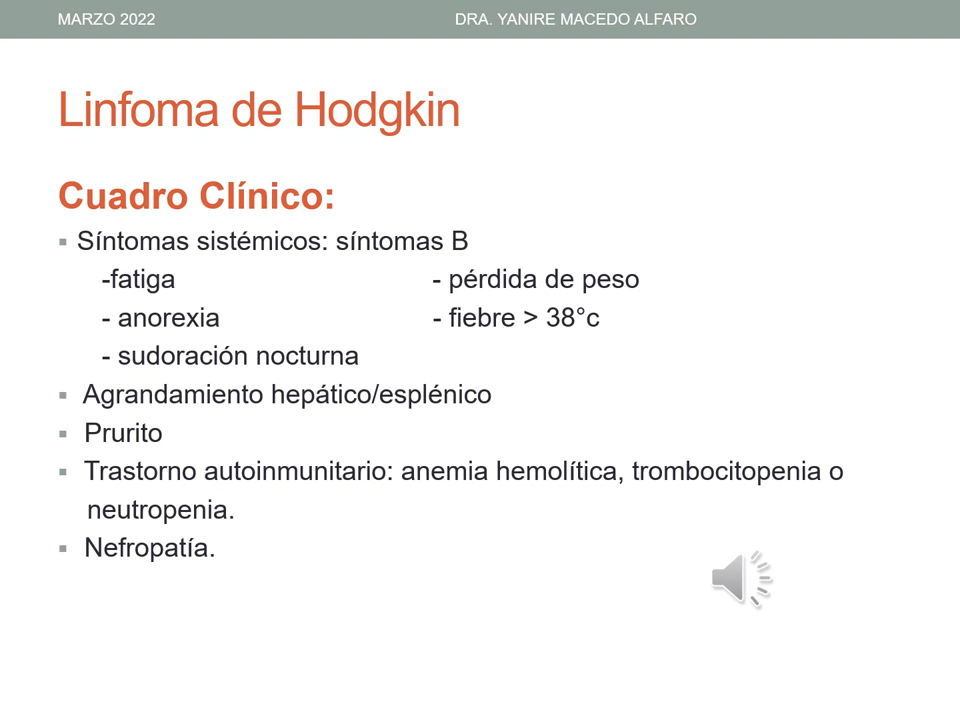 MARZO 2022 DRA. YANIRE MACEDO ALFARO
Linfoma de Hodgkin
Cuadro Clínico:
▪ Síntomas sistémicos: síntomas B
-fatiga - pérdida de peso
- anorexia - fiebre > 38°c
- sudoración nocturna
▪ Agrandamiento hepático/esplénico
▪ Prurito
▪ Trastorno autoinmunitario: anemia hemolítica, trombocitopenia o
neutropenia.
▪ Nefropatía.